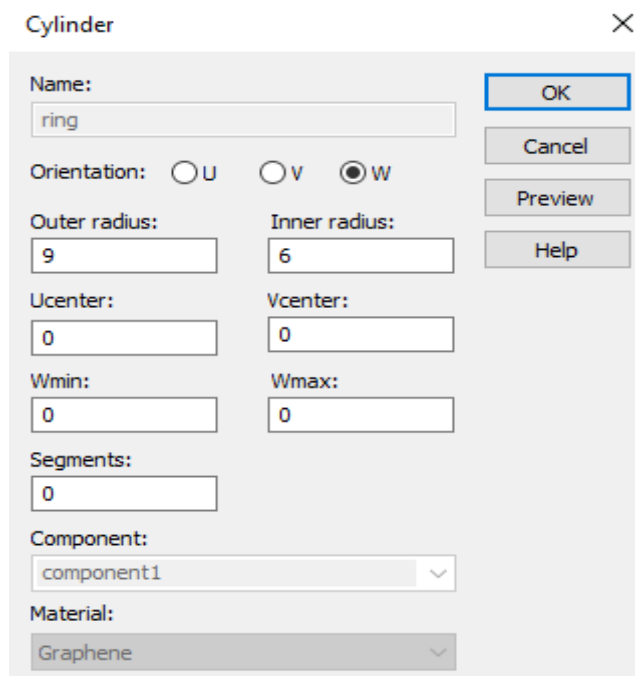 Cylinder
Name:
OK
ring
Cancel
Orientation: U V W
Preview
Outer radius: Inner radius:
9 6
Help
Ucenter: Vcenter:
0 0
Wmin: Wmax:
0 0
Segments:
0
Component:
component1
Material:
Graphene